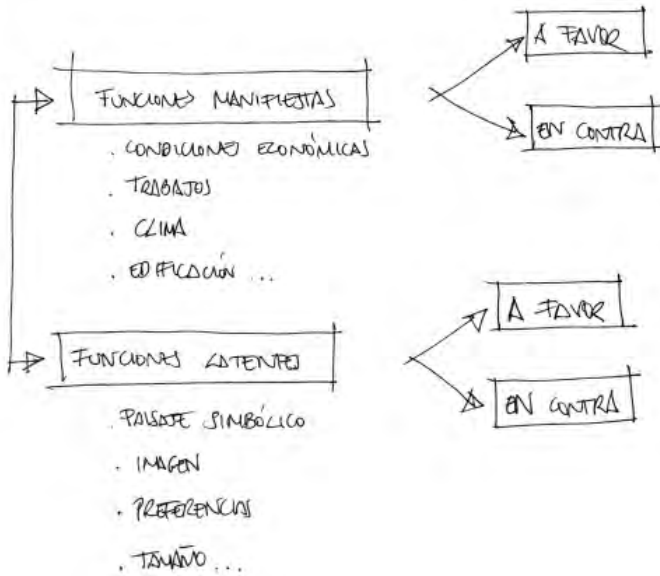 A FAVOR
FUNCIONES MANIFIESTAS
EN CONTRA
. CONDICIONES ECONÓMICAS
. TRABAJOS
. CLIMA
. EDIFICACIÓN ...
A FAVOR
FUNCIONES LATENTES
EN CONTRA
. PAISAJE SIMBÓLICO
. IMAGEN
. PREFERENCIAS
. TAMAÑO ...